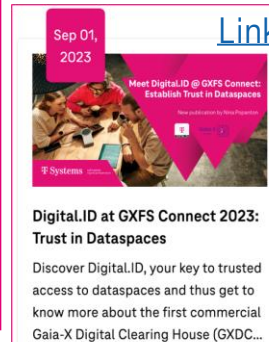 Link
Sep 01,
2023
Meet Digital.ID @ GXFS Connect:
Establish Trust in Dataspaces
New publication by Nina Popanton
T Systems
Digital.ID at GXFS Connect 2023:
Trust in Dataspaces
Discover Digital.ID, your key to trusted
access to dataspaces and thus get to
know more about the first commercial
Gaia-X Digital Clearing House (GXDC...